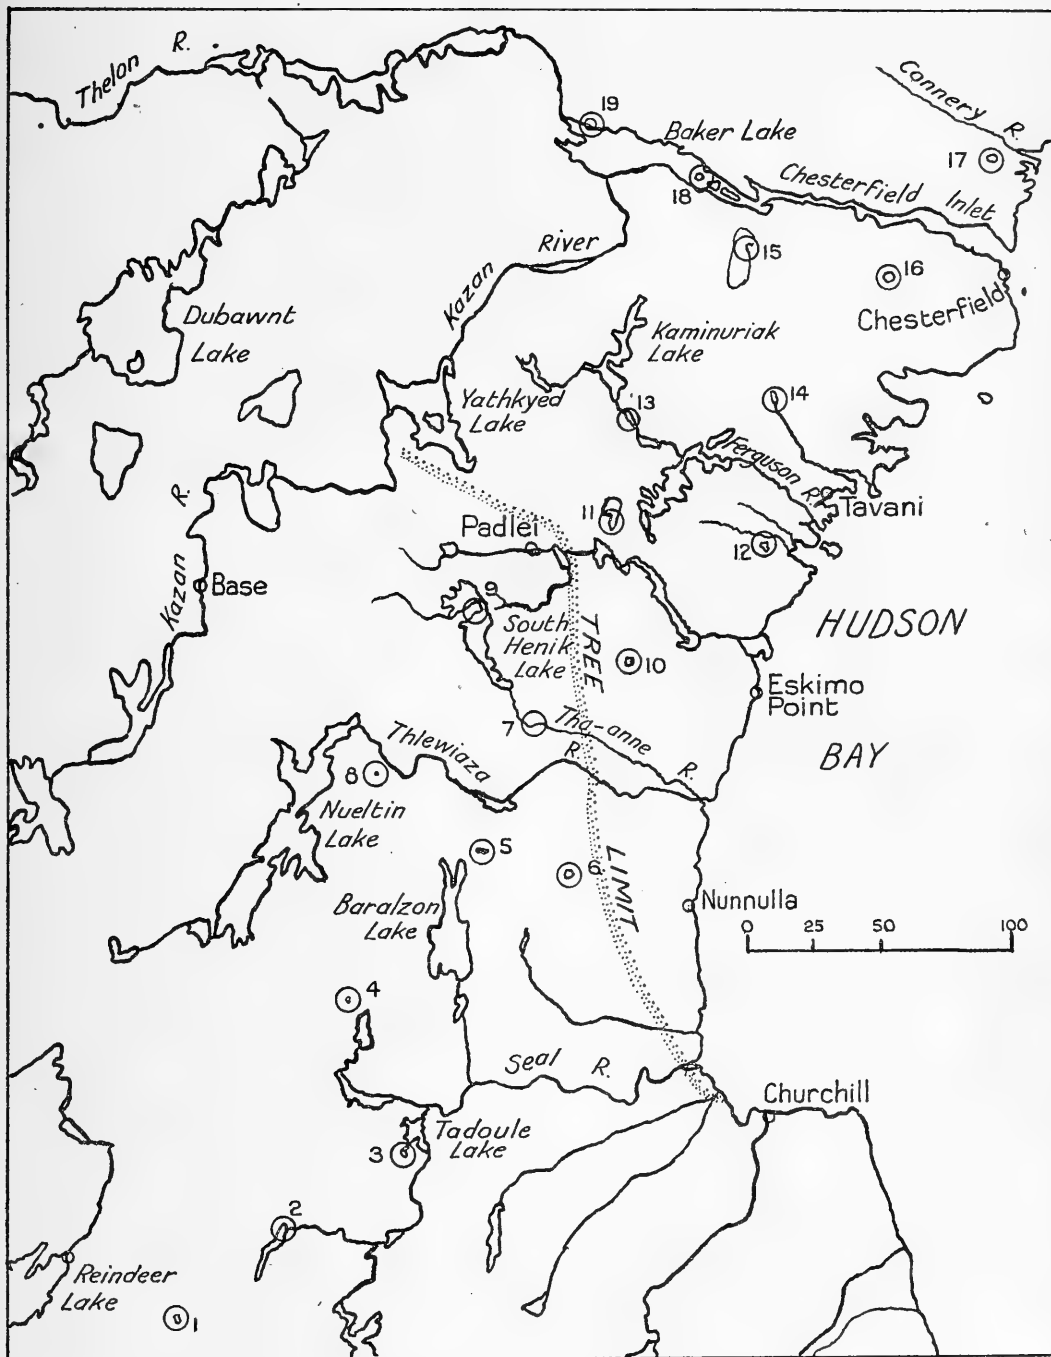 Thelon R.
Connery R.
19
Baker Lake
17
Chesterfield Inlet
18
Kazan River
15
16
Chesterfield
Dubawnt
Lake
Kaminuriak
Lake
Yathkyed
Lake
13
14
Ferguson R.
Tavani
11
12
Padlei
Kazan R.
Base
9
South
Henik
Lake
TREE LIMIT
10
HUDSON
BAY
Eskimo
Point
7
Tha-anne R.
Thlewiaza R.
8
Nueltin
Lake
5
6
Baralzon
Lake
Nunnulla
0 25 50 100
4
Seal R.
Churchill
Tadoule
Lake
3
2
Reindeer
Lake
1